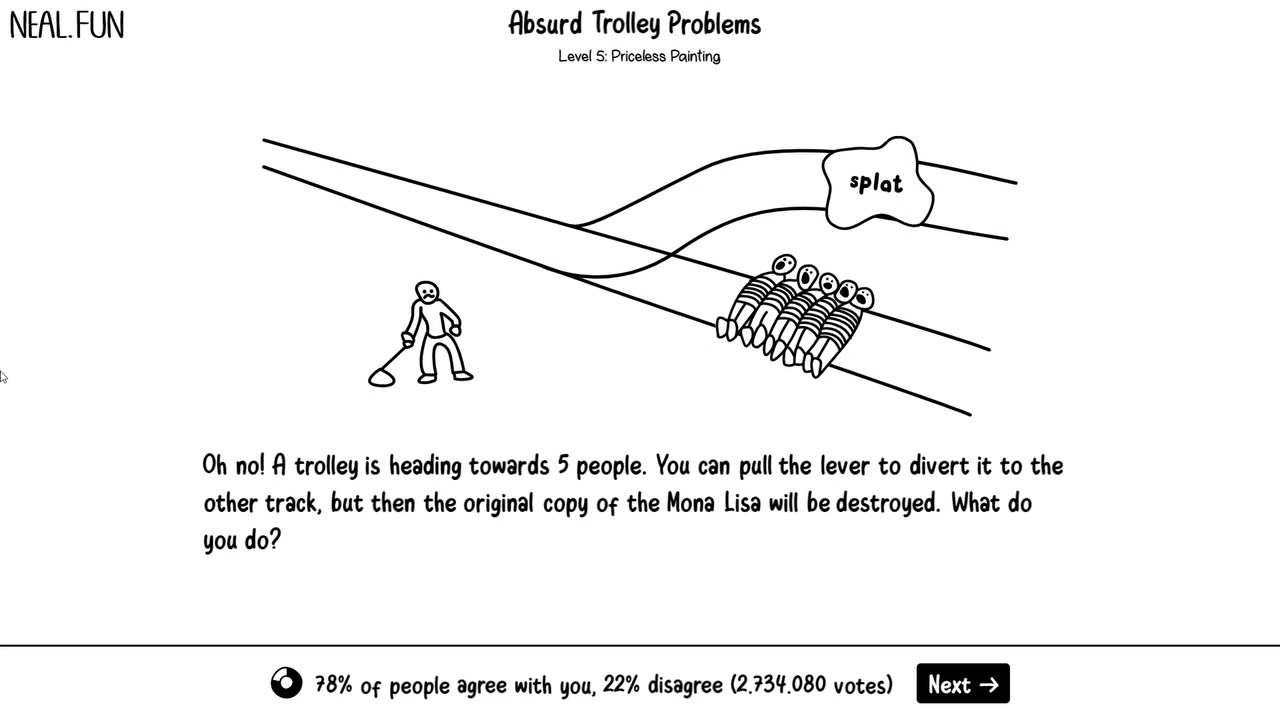 NEAL.FUN
Absurd Trolley Problems
Level 5: Priceless Painting
splat
Oh no! A trolley is heading towards 5 people. You can pull the lever to divert it to the
other track, but then the original copy of the Mona Lisa will be destroyed. What do
you do?
78% of people agree with you, 22% disagree (2.734.080 votes)
Next →